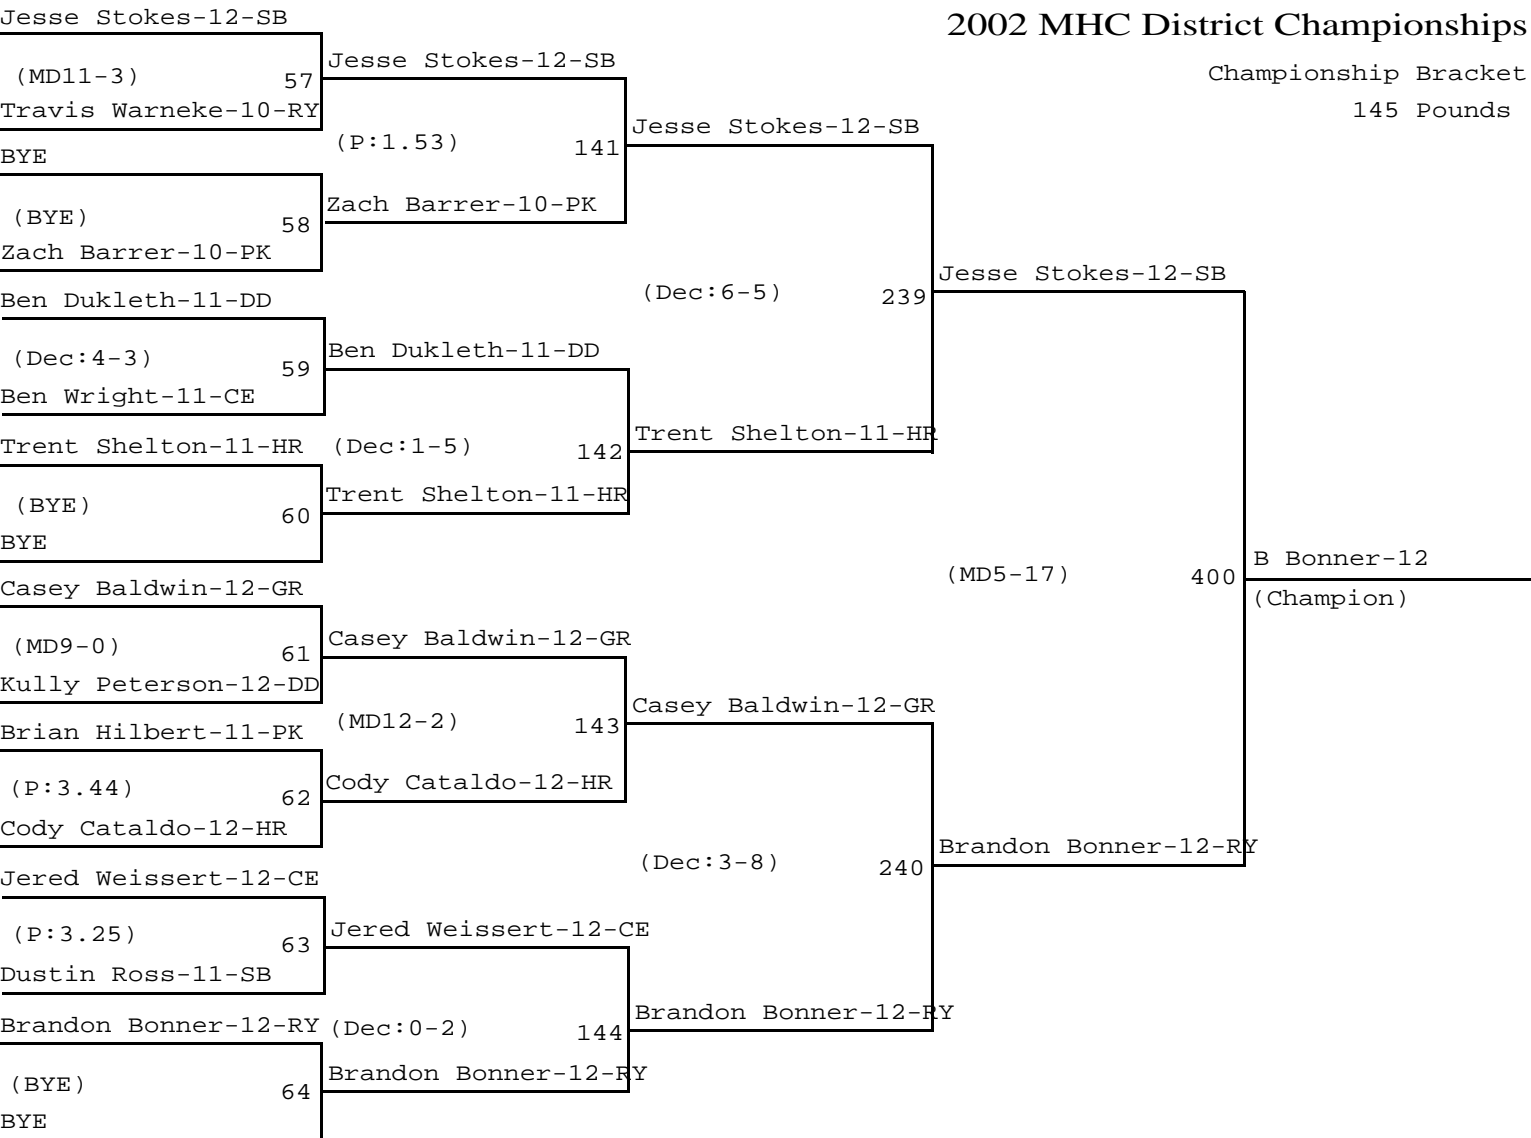 2002 MHC District Championships
Championship Bracket
145 Pounds
Jesse Stokes-12-SB
(MD11-3) 57
Travis Warneke-10-RY
BYE
(BYE) 58
Zach Barrer-10-PK
Ben Dukleth-11-DD
(Dec:4-3) 59
Ben Wright-11-CE
Trent Shelton-11-HR
(BYE) 60
BYE
Casey Baldwin-12-GR
(MD9-0) 61
Kully Peterson-12-DD
Brian Hilbert-11-PK
(P:3.44) 62
Cody Cataldo-12-HR
Jered Weissert-12-CE
(P:3.25) 63
Dustin Ross-11-SB
Brandon Bonner-12-RY
(BYE) 64
BYE
Jesse Stokes-12-SB
(P:1.53) 141
Zach Barrer-10-PK
Ben Dukleth-11-DD
(Dec:1-5) 142
Trent Shelton-11-HR
Casey Baldwin-12-GR
(MD12-2) 143
Cody Cataldo-12-HR
Jered Weissert-12-CE
(Dec:0-2) 144
Brandon Bonner-12-RY
Jesse Stokes-12-SB
(Dec:6-5) 239
Trent Shelton-11-HR
Casey Baldwin-12-GR
(Dec:3-8) 240
Brandon Bonner-12-RY
Jesse Stokes-12-SB
(MD5-17) 400
Brandon Bonner-12-RY
B Bonner-12
(Champion)